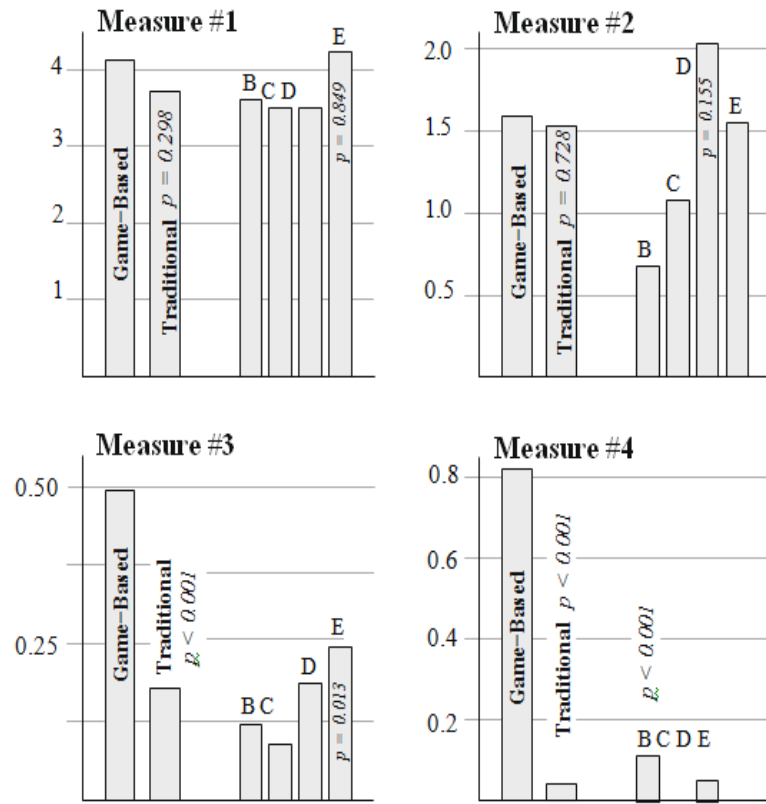 Measure #1
4
3
2
1
Game-Based
Traditional p = 0.298
B C D E
p = 0.849
Measure #2
2.0
1.5
1.0
0.5
Game-Based
Traditional p = 0.728
B C D E
p = 0.155
Measure #3
0.50
0.25
Game-Based
Traditional
p < 0.001
B C D E
p = 0.013
Measure #4
0.8
0.6
0.4
0.2
Game-Based
Traditional p < 0.001
p < 0.001
B C D E